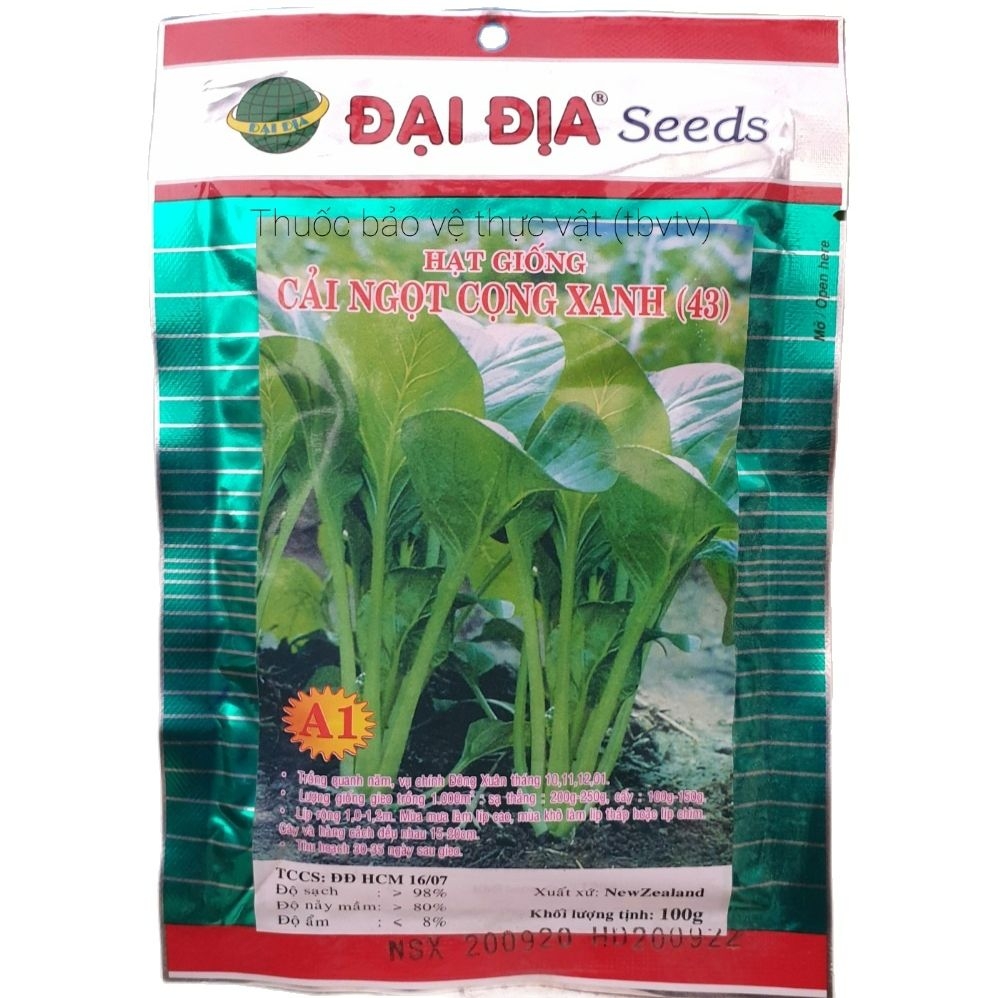 ĐẠI ĐỊA
ĐẠI ĐỊA® Seeds
Thuốc bảo vệ thực vật (tbvtv)
HẠT GIỐNG
CẢI NGỌT CỌNG XANH (43)
Mở Open here
A1
• Trồng quanh năm, vụ chính Đông Xuân tháng 10,11,12,01.
• Lượng giống gieo trồng 1.000m² : sạ thẳng : 200g-250g, cấy : 100g-150g.
• Líp rộng 1,0-1,2m. Mùa mưa làm líp cao, mùa khô làm líp thấp hoặc líp chìm.
Cây và hàng cách đều nhau 15-20cm.
• Thu hoạch 30-35 ngày sau gieo.
TCCS: ĐĐ HCM 16/07
Độ sạch : > 98%
Độ nảy mầm: > 80%
Độ ẩm : < 8%
Xuất xứ: NewZealand
Khối lượng tịnh: 100g
NSX 200920 HD200922